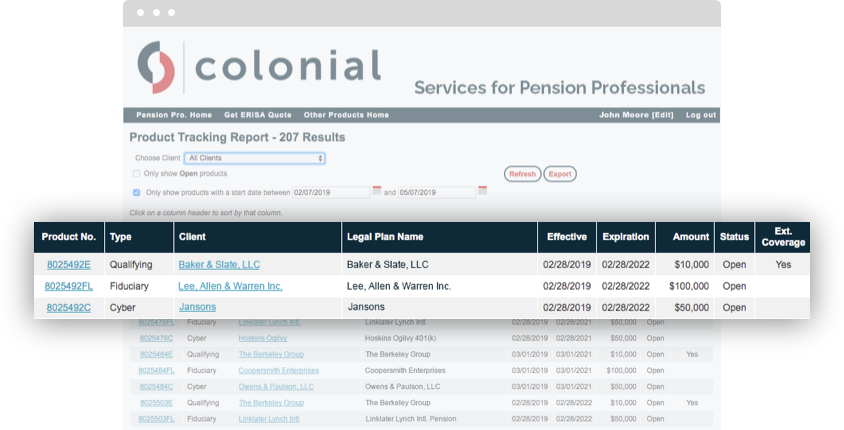 colonial
Services for Pension Professionals
Pension Pro. Home Get ERISA Quote Other Products Home John Moore [Edit] Log out
Product Tracking Report - 207 Results
Choose Client All Clients
Only show Open products
Refresh Export
Only show products with a start date between 02/07/2019 and 05/07/2019
Click on a column header to sort by that column.
Product No. Type Client Legal Plan Name Effective Expiration Amount Status Ext. Coverage
8025492E Qualifying Baker & Slate, LLC Baker & Slate, LLC 02/28/2019 02/28/2022 $10,000 Open Yes
8025492FL Fiduciary Lee, Allen & Warren Inc. Lee, Allen & Warren Inc. 02/28/2019 02/28/2022 $100,000 Open
8025492C Cyber Jansons Jansons 02/28/2019 02/28/2022 $50,000 Open
8025476FL Fiduciary Linklater Lynch Intl. Linklater Lynch Intl. 02/28/2019 02/28/2021 $50,000 Open
8025476C Cyber Hoskins Ogilvy Hoskins Ogilvy 401(k) 02/28/2019 02/28/2021 $50,000 Open
8025484E Qualifying The Berkeley Group The Berkeley Group 03/01/2019 03/01/2021 $10,000 Open Yes
8025484FL Fiduciary Coopersmith Enterprises Coopersmith Enterprises 03/01/2019 03/01/2021 $100,000 Open
8025484C Cyber Owens & Paulson, LLC Owens & Paulson, LLC 03/01/2019 03/01/2021 $50,000 Open
8025503E Qualifying The Berkeley Group The Berkeley Group 02/28/2019 02/28/2022 $10,000 Open Yes
8025503FL Fiduciary Linklater Lynch Intl. Linklater Lynch Intl. Pension 02/28/2019 02/28/2022 $50,000 Open